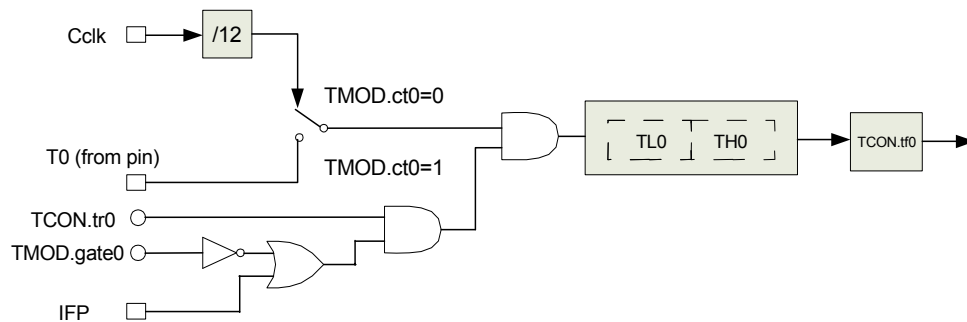 Cclk
/12
TMOD.ct0=0
T0 (from pin)
TMOD.ct0=1
TL0
TH0
TCON.tf0
TCON.tr0
TMOD.gate0
IFP